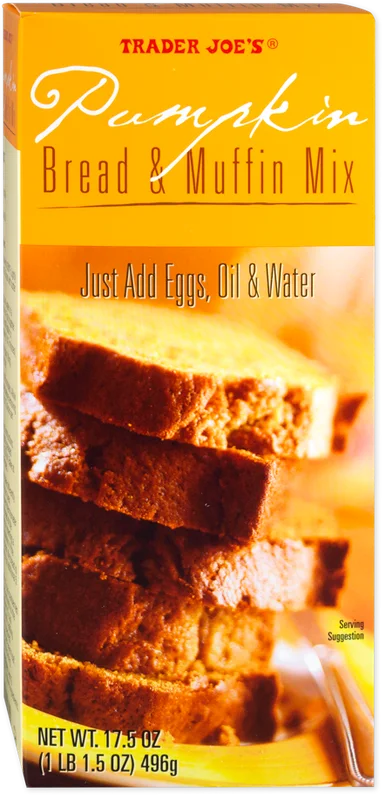 TRADER JOE'S®
Pumpkin
Bread & Muffin Mix
Just Add Eggs, Oil & Water
Serving
Suggestion
NET WT. 17.5 OZ
(1 LB 1.5 OZ) 496g